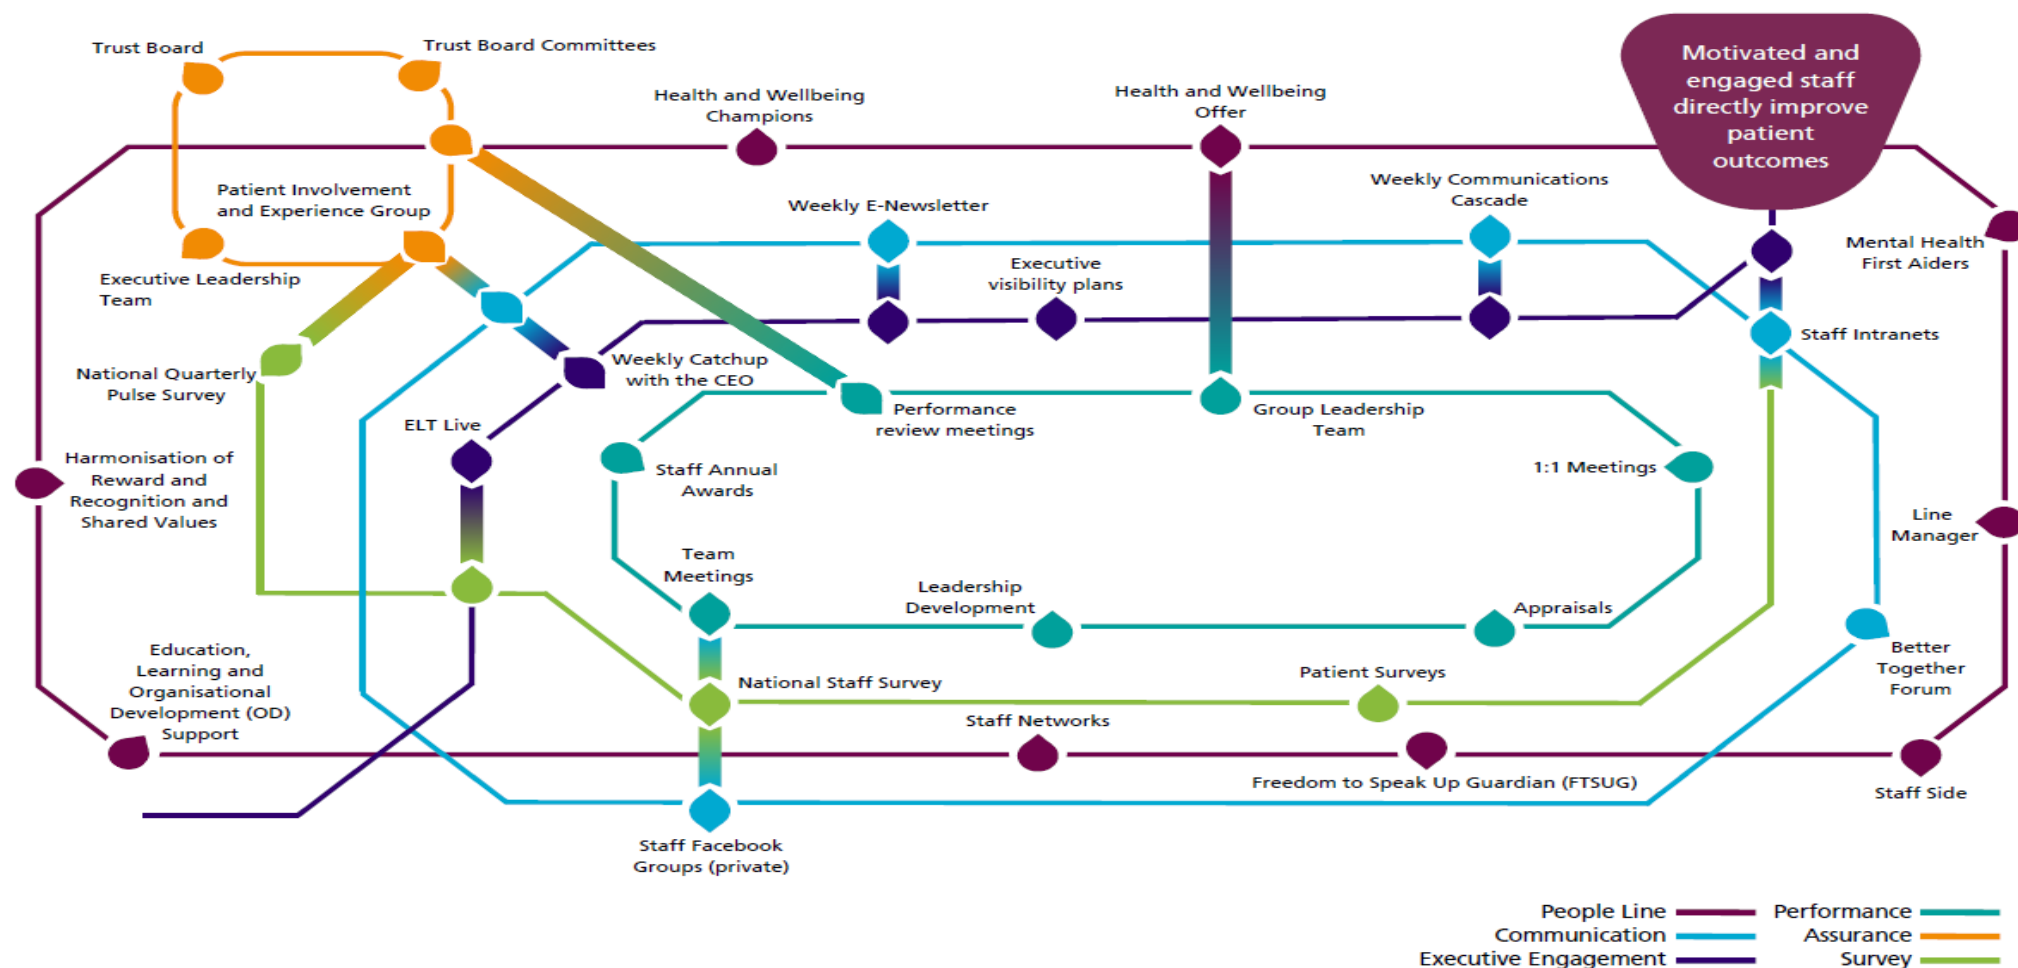 Trust Board
Trust Board Committees
Motivated and
engaged staff
directly improve
patient
outcomes
Health and Wellbeing
Champions
Health and Wellbeing
Offer
Patient Involvement
and Experience Group
Weekly E-Newsletter
Weekly Communications
Cascade
Mental Health
First Aiders
Executive Leadership
Team
Executive
visibility plans
Staff Intranets
National Quarterly
Pulse Survey
Weekly Catchup
with the CEO
ELT Live
Performance
review meetings
Group Leadership
Team
Harmonisation of
Reward and
Recognition and
Shared Values
Staff Annual
Awards
1:1 Meetings
Line
Manager
Team
Meetings
Leadership
Development
Appraisals
Education,
Learning and
Organisational
Development (OD)
Support
National Staff Survey
Patient Surveys
Better
Together
Forum
Staff Networks
Freedom to Speak Up Guardian (FTSUG)
Staff Side
Staff Facebook
Groups (private)
People Line
Performance
Communication
Assurance
Executive Engagement
Survey